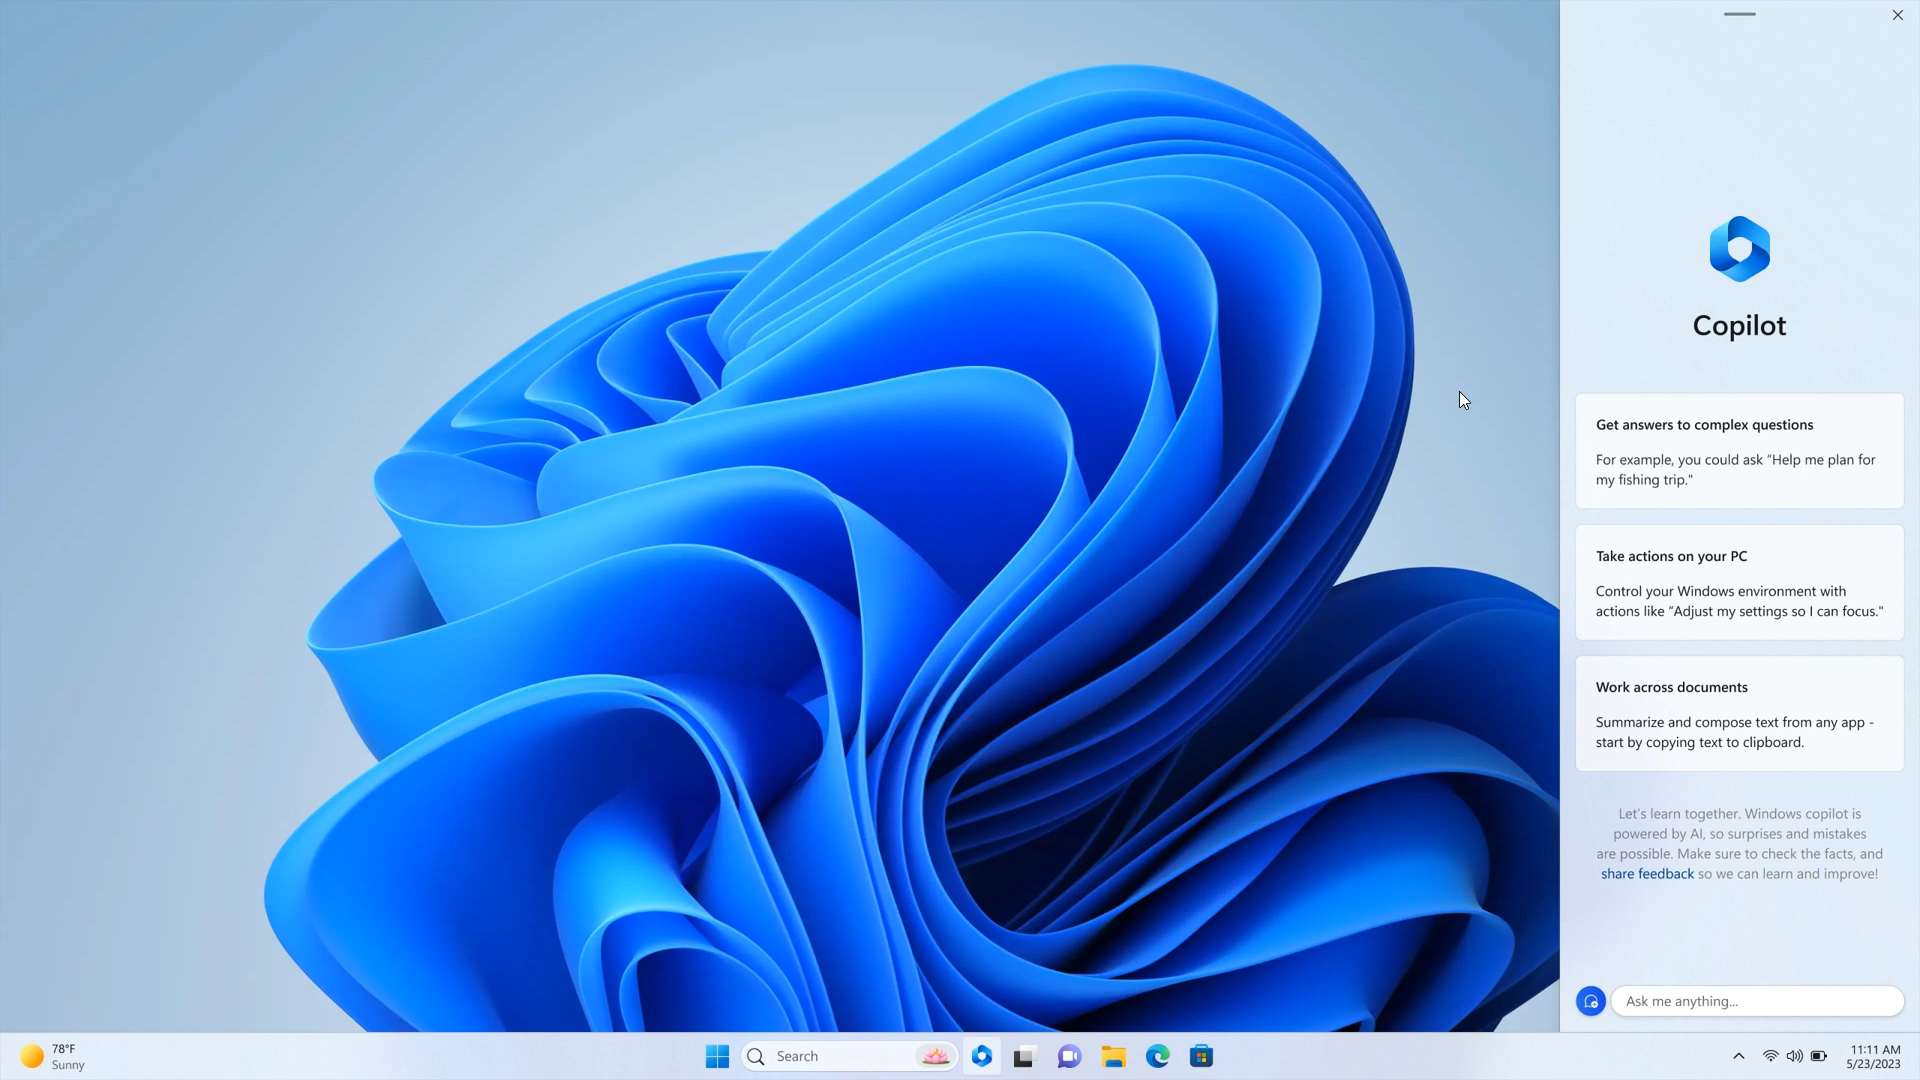 Copilot
Get answers to complex questions
For example, you could ask “Help me plan for
my fishing trip."
Take actions on your PC
Control your Windows environment with
actions like “Adjust my settings so I can focus."
Work across documents
Summarize and compose text from any app -
start by copying text to clipboard.
Let's learn together. Windows copilot is
powered by AI, so surprises and mistakes
are possible. Make sure to check the facts, and
share feedback so we can learn and improve!
Ask me anything...
78°F
Sunny
Search
11:11 AM
5/23/2023